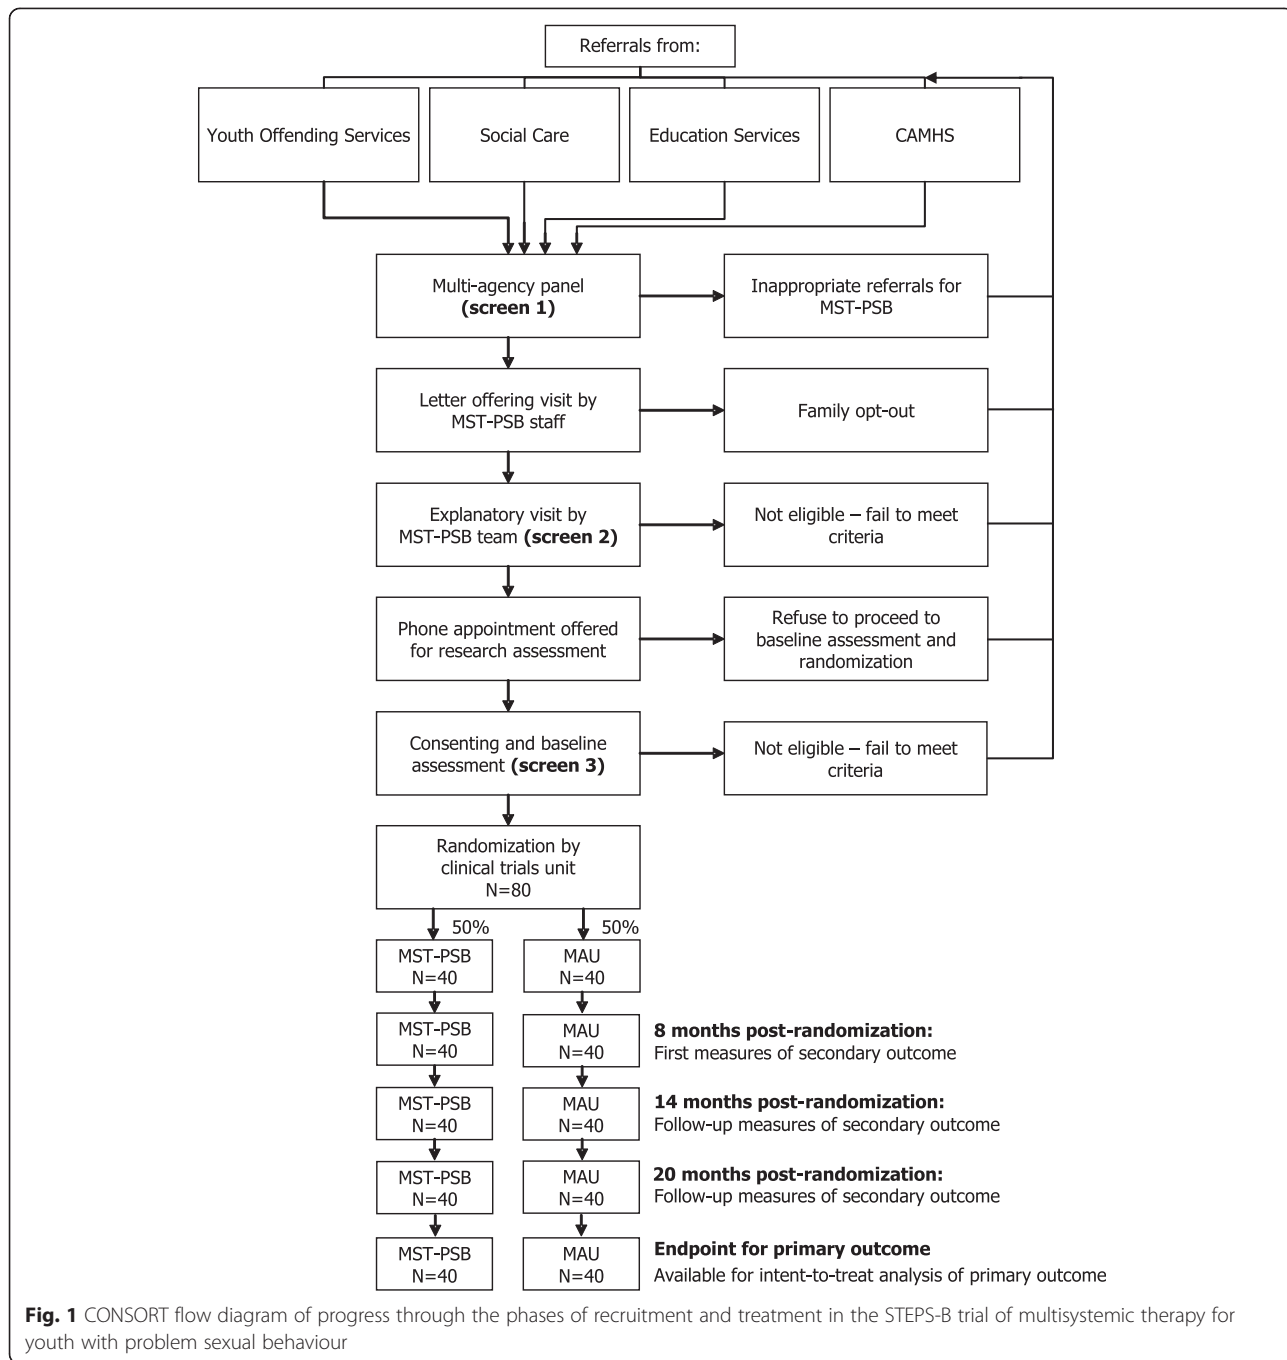 Referrals from:
Youth Offending Services
Social Care
Education Services
CAMHS
Multi-agency panel
(screen 1)
Inappropriate referrals for
MST-PSB
Letter offering visit by
MST-PSB staff
Family opt-out
Explanatory visit by
MST-PSB team (screen 2)
Not eligible – fail to meet
criteria
Phone appointment offered
for research assessment
Refuse to proceed to
baseline assessment and
randomization
Consenting and baseline
assessment (screen 3)
Not eligible – fail to meet
criteria
Randomization by
clinical trials unit
N=80
50%
50%
MST-PSB
N=40
MAU
N=40
MST-PSB
N=40
MAU
N=40
8 months post-randomization:
First measures of secondary outcome
MST-PSB
N=40
MAU
N=40
14 months post-randomization:
Follow-up measures of secondary outcome
MST-PSB
N=40
MAU
N=40
20 months post-randomization:
Follow-up measures of secondary outcome
MST-PSB
N=40
MAU
N=40
Endpoint for primary outcome
Available for intent-to-treat analysis of primary outcome
Fig. 1 CONSORT flow diagram of progress through the phases of recruitment and treatment in the STEPS-B trial of multisystemic therapy for
youth with problem sexual behaviour